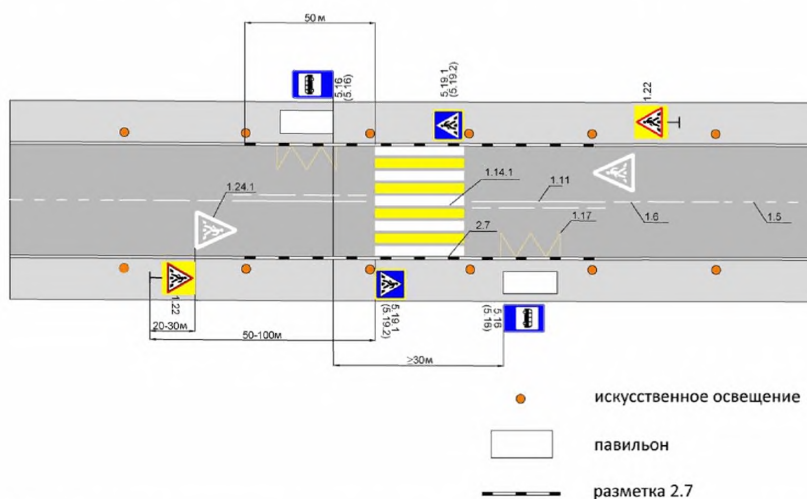 50м
5.16
(5.16)
5.19.1
(5.19.2)
1.22
1.24.1
1.14.1
1.11
1.17
1.6
1.5
2.7
1.22
20-30м
50-100м
5.19.1
(5.19.2)
5.16
(5.16)
≥30м
искусственное освещение
павильон
разметка 2.7